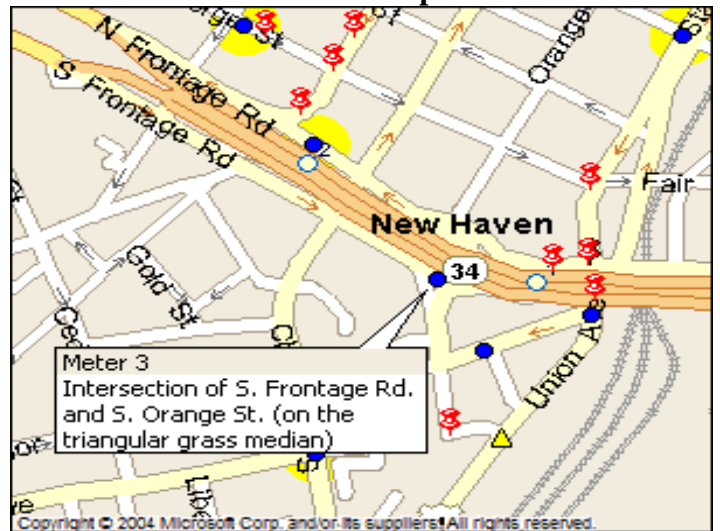 N Frontage Rd
S Frontage Rd
Orange
Fair
New Haven
34
Gold St
Union Ave
Meter 3
Intersection of S. Frontage Rd.
and S. Orange St. (on the
triangular grass median)
Copyright © 2004 Microsoft Corp. and/or its suppliers. All rights reserved.